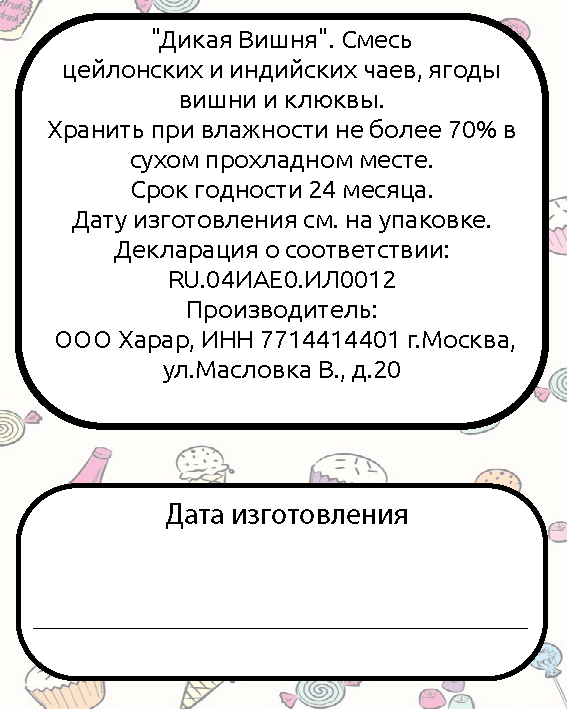 fruity
drink
"Дикая Вишня". Смесь
цейлонских и индийских чаев, ягоды
вишни и клюквы.
Хранить при влажности не более 70% в
сухом прохладном месте.
Срок годности 24 месяца.
Дату изготовления см. на упаковке.
Декларация о соответствии:
RU.04ИАЕ0.ИЛ0012
Производитель:
ООО Харар, ИНН 7714414401 г.Москва,
ул.Масловка В., д.20
Дата изготовления